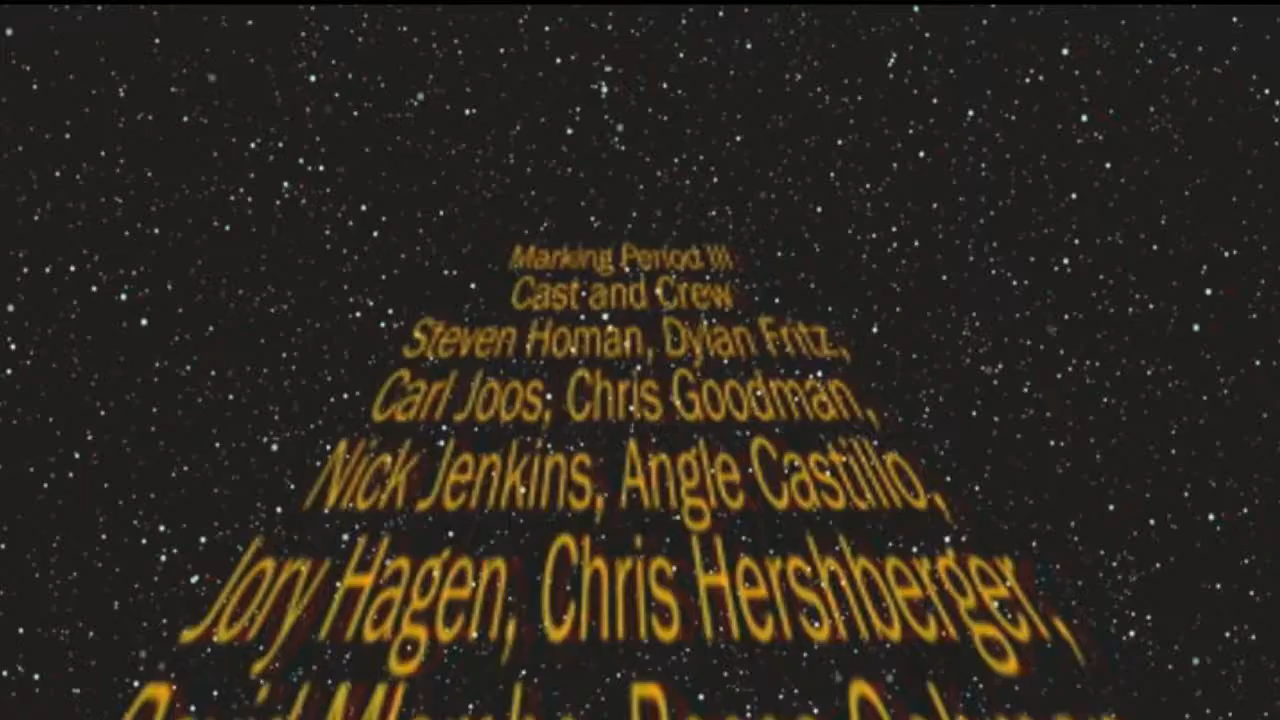 Marking Period III
Cast and Crew
Steven Homan, Dylan Fritz,
Carl Joos, Chris Goodman,
Nick Jenkins, Angie Castillo,
Jory Hagen, Chris Hershberger,
David